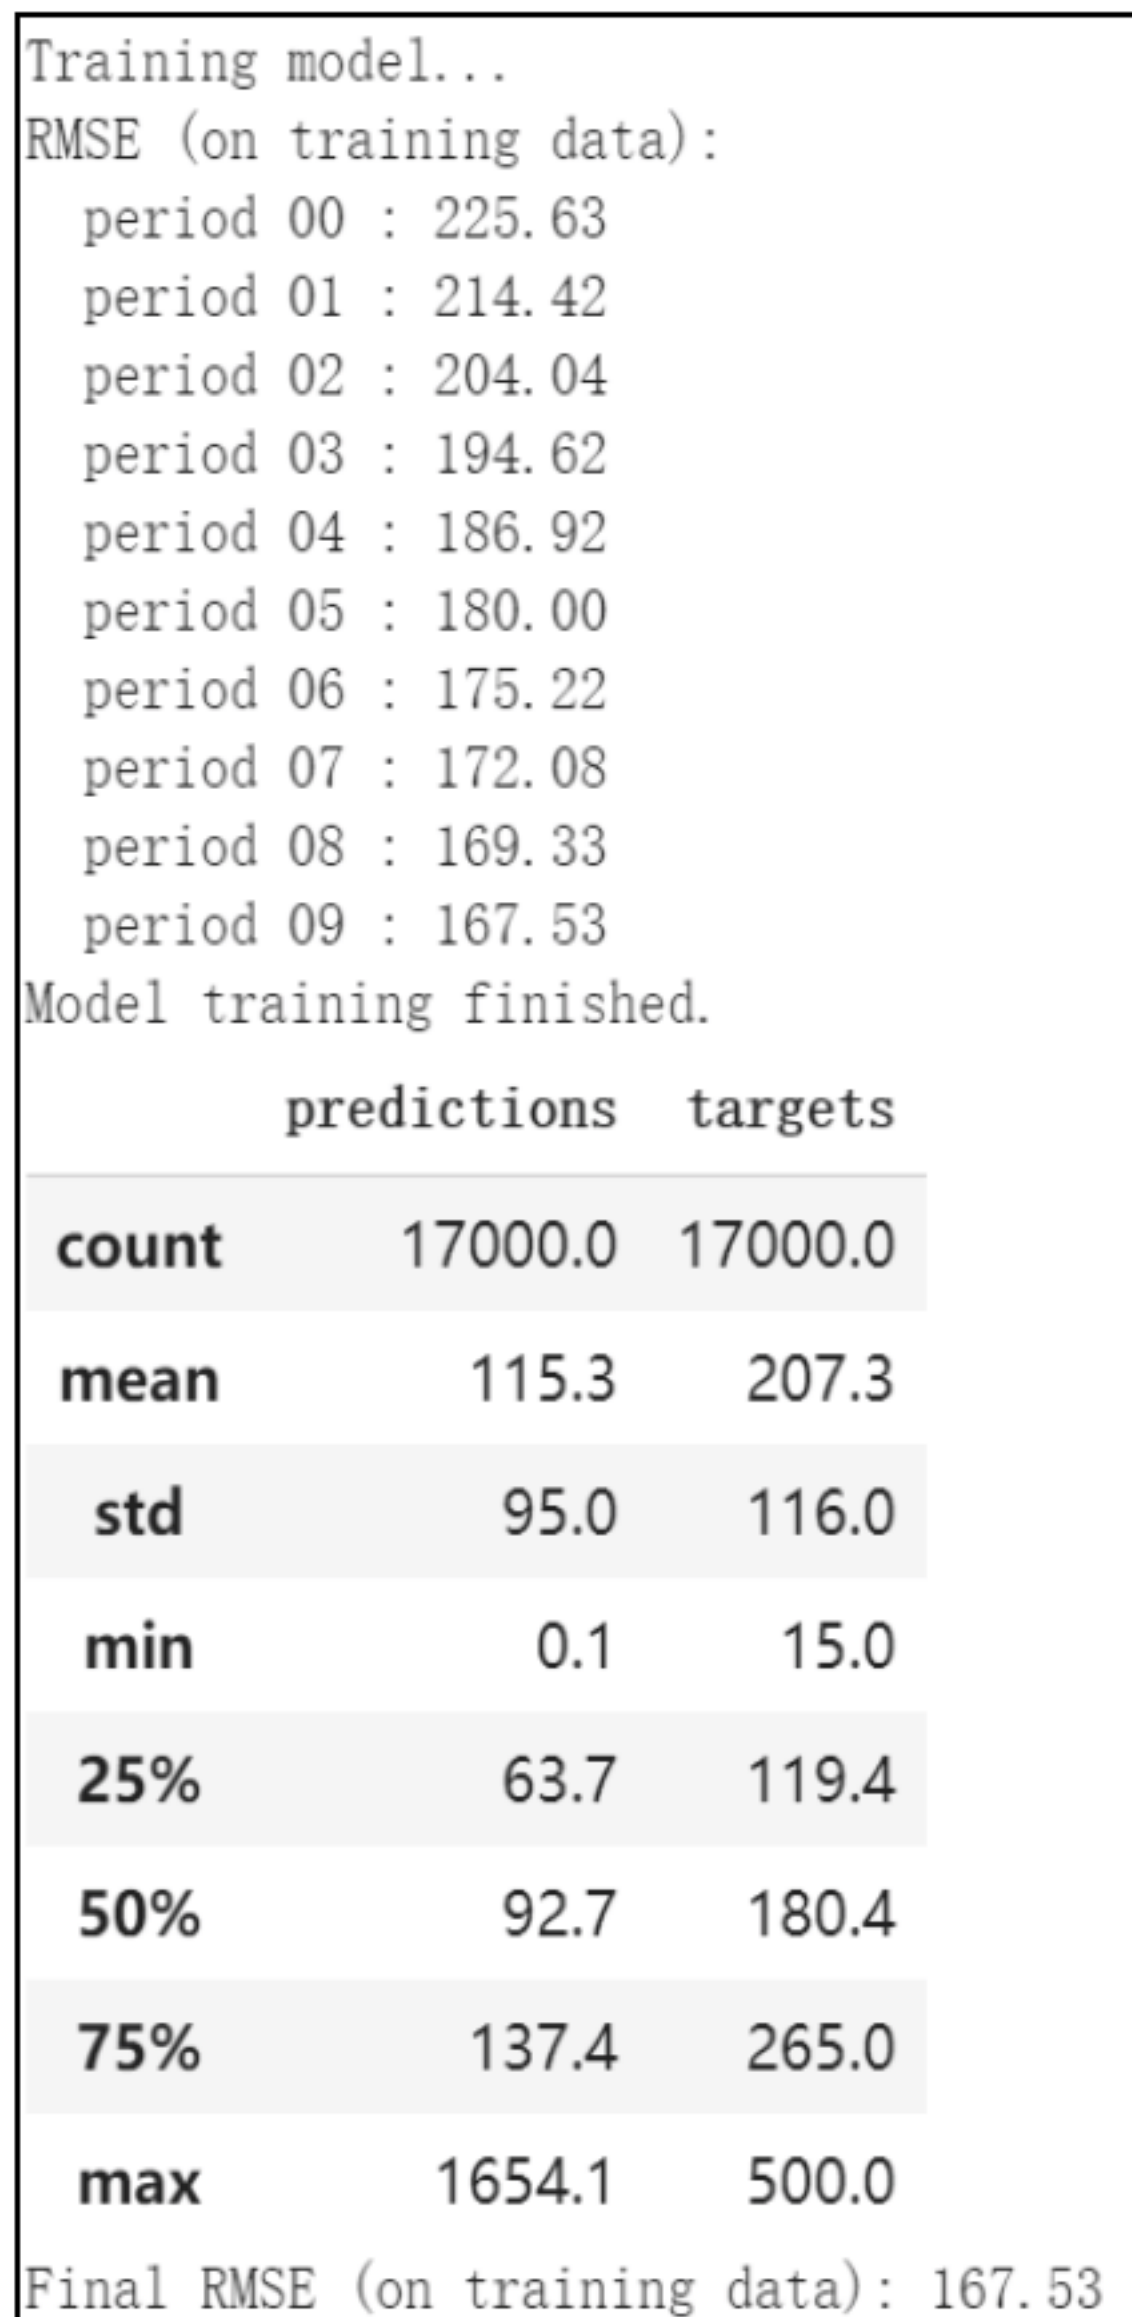 Training model...
RMSE (on training data):
period 00 : 225.63
period 01 : 214.42
period 02 : 204.04
period 03 : 194.62
period 04 : 186.92
period 05 : 180.00
period 06 : 175.22
period 07 : 172.08
period 08 : 169.33
period 09 : 167.53
Model training finished.
predictions targets
count 17000.0 17000.0
mean 115.3 207.3
std 95.0 116.0
min 0.1 15.0
25% 63.7 119.4
50% 92.7 180.4
75% 137.4 265.0
max 1654.1 500.0
Final RMSE (on training data): 167.53